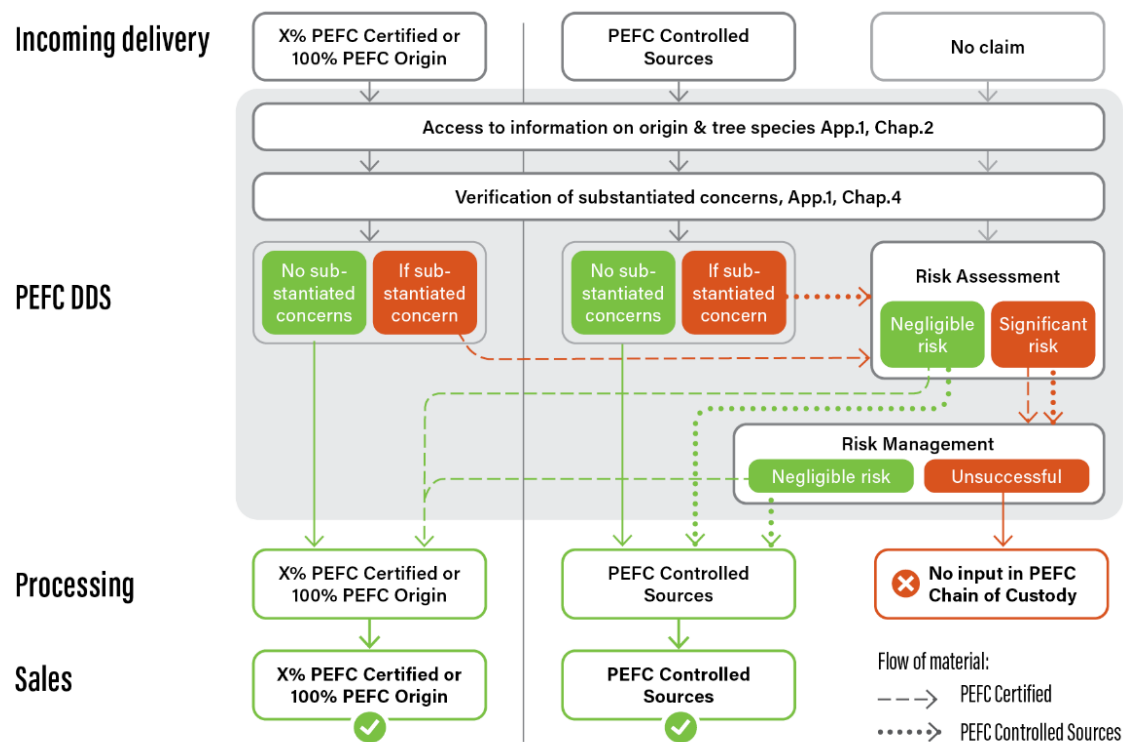 Incoming delivery
X% PEFC Certified or
100% PEFC Origin
PEFC Controlled
Sources
No claim
Access to information on origin & tree species App.1, Chap.2
Verification of substantiated concerns, App.1, Chap.4
PEFC DDS
No sub-
stantiated
concerns
If sub-
stantiated
concern
No sub-
stantiated
concerns
If sub-
stantiated
concern
Risk Assessment
Negligible
risk
Significant
risk
Risk Management
Negligible risk
Unsuccessful
Processing
X% PEFC Certified or
100% PEFC Origin
PEFC Controlled
Sources
No input in PEFC
Chain of Custody
Sales
X% PEFC Certified or
100% PEFC Origin
PEFC Controlled
Sources
Flow of material:
PEFC Certified
PEFC Controlled Sources